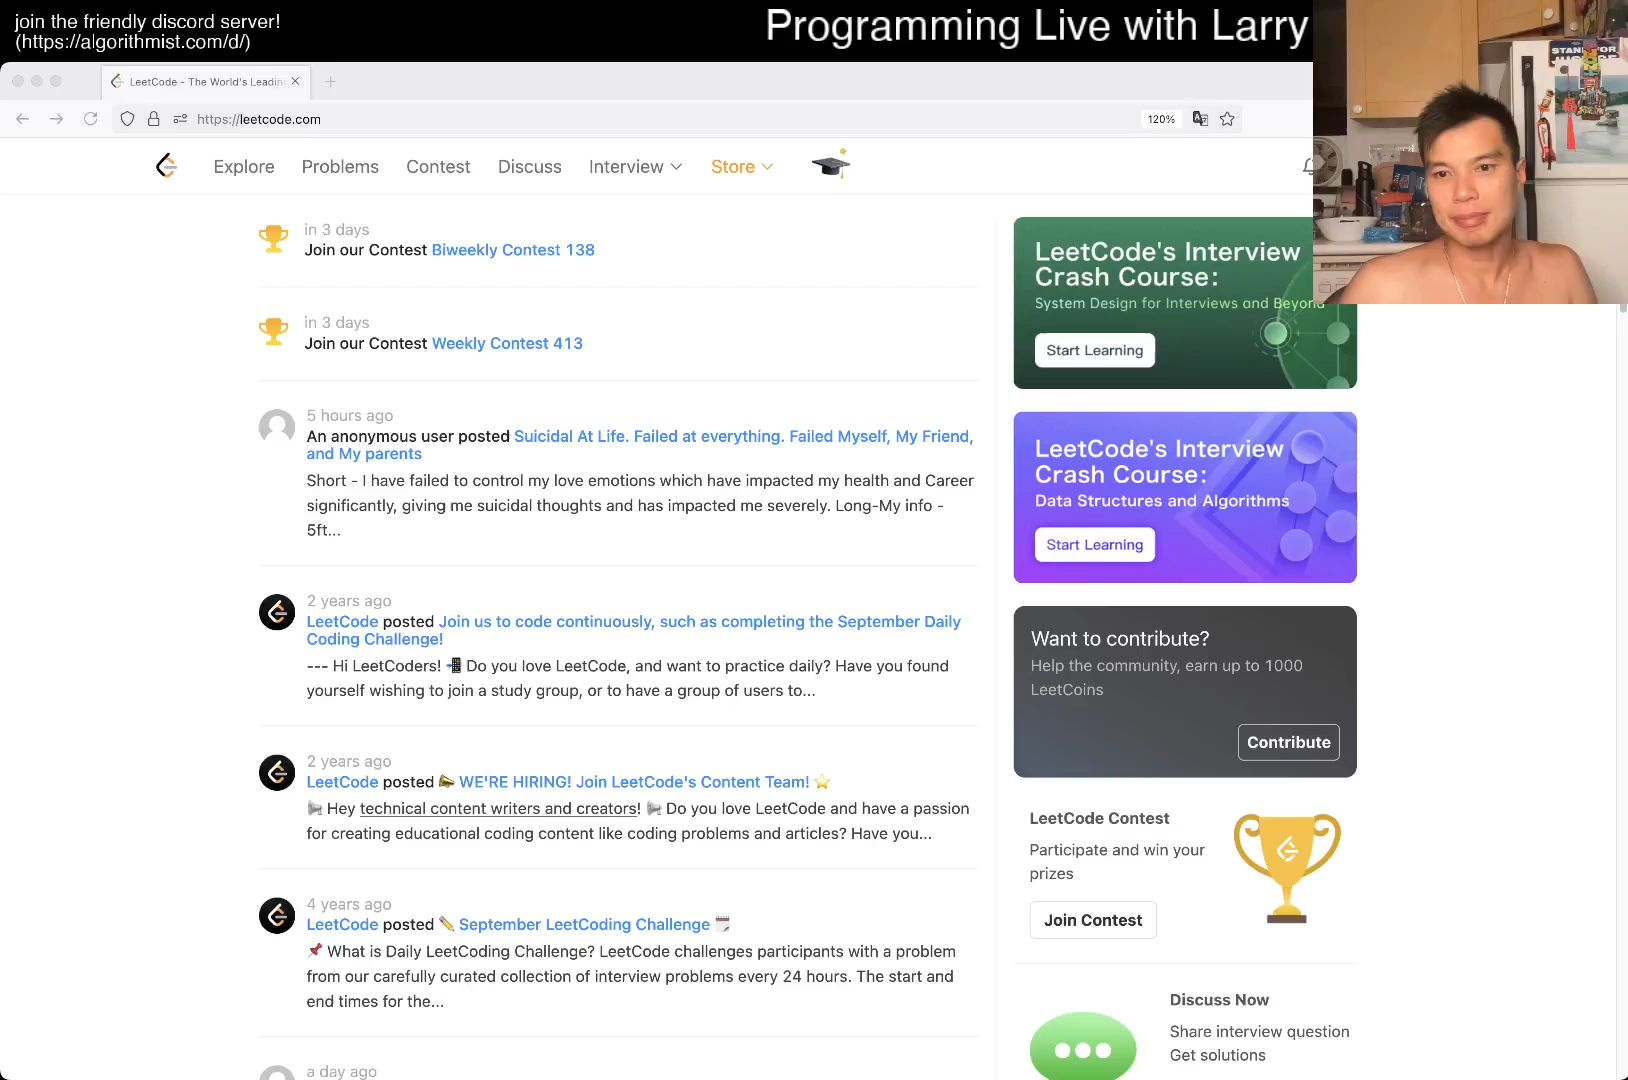 join the friendly discord server!
(https://algorithmist.com/d/)
Programming Live with Larry
LeetCode - The World's Leadin
https://leetcode.com
120%
Explore
Problems
Contest
Discuss
Interview
Store
in 3 days
Join our Contest Biweekly Contest 138
in 3 days
Join our Contest Weekly Contest 413
5 hours ago
An anonymous user posted Suicidal At Life. Failed at everything. Failed Myself, My Friend,
and My parents
Short - I have failed to control my love emotions which have impacted my health and Career
significantly, giving me suicidal thoughts and has impacted me severely. Long-My info -
5ft...
2 years ago
LeetCode posted Join us to code continuously, such as completing the September Daily
Coding Challenge!
--- Hi LeetCoders! 📲 Do you love LeetCode, and want to practice daily? Have you found
yourself wishing to join a study group, or to have a group of users to...
2 years ago
LeetCode posted 📣 WE'RE HIRING! Join LeetCode's Content Team! ⭐
📢 Hey technical content writers and creators! 📢 Do you love LeetCode and have a passion
for creating educational coding content like coding problems and articles? Have you...
4 years ago
LeetCode posted ✏️ September LeetCoding Challenge 🗓️
📌 What is Daily LeetCoding Challenge? LeetCode challenges participants with a problem
from our carefully curated collection of interview problems every 24 hours. The start and
end times for the...
a day ago
LeetCode's Interview
Crash Course:
System Design for Interviews and Beyond
Start Learning
LeetCode's Interview
Crash Course:
Data Structures and Algorithms
Start Learning
Want to contribute?
Help the community, earn up to 1000
LeetCoins
Contribute
LeetCode Contest
Participate and win your
prizes
Join Contest
Discuss Now
Share interview question
Get solutions